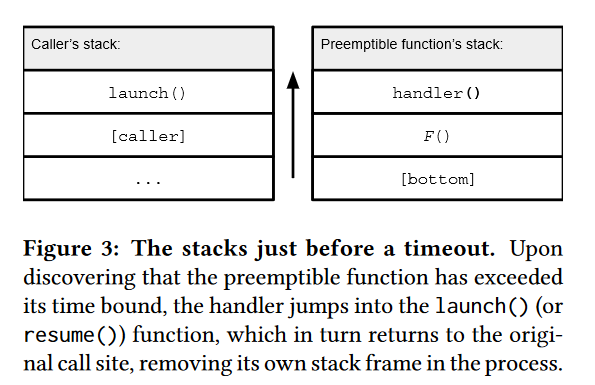 Caller's stack:
launch()
[caller]
...
Preemptible function's stack:
handler()
F()
[bottom]
Figure 3: The stacks just before a timeout. Upon
discovering that the preemptible function has exceeded
its time bound, the handler jumps into the launch() (or
resume()) function, which in turn returns to the origi-
nal call site, removing its own stack frame in the process.